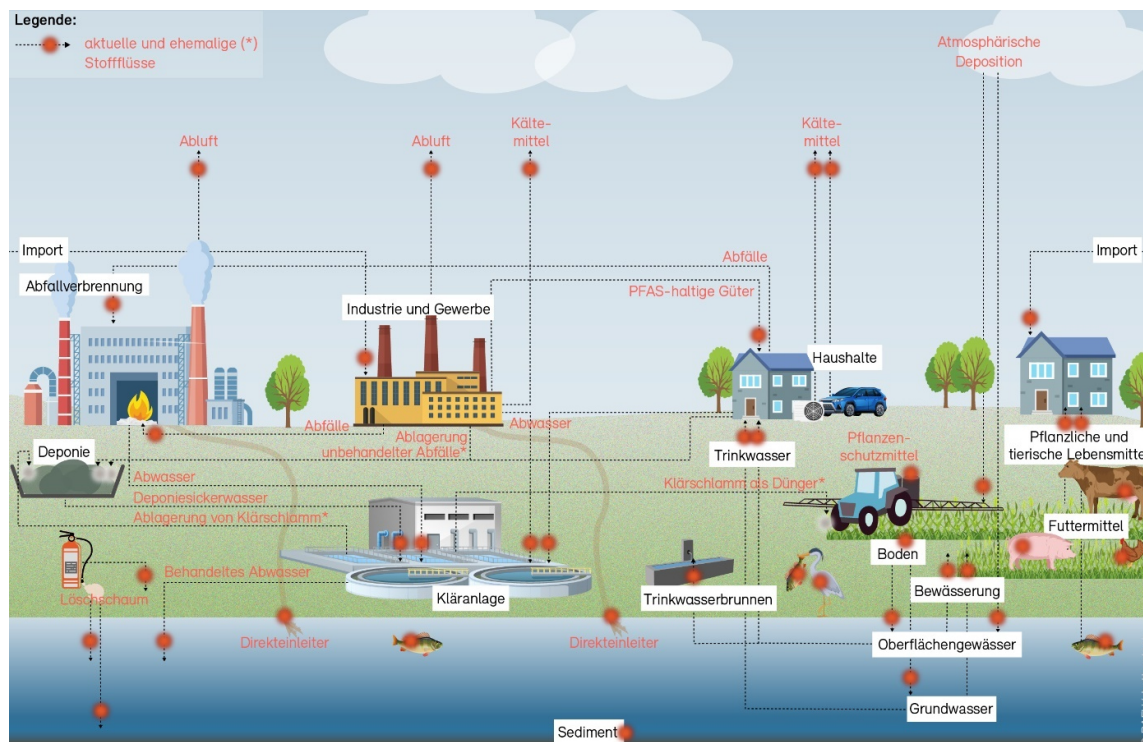 Legende:
aktuelle und ehemalige (*)
Stoffflüsse
Atmosphärische
Deposition
Abluft
Abluft
Kälte-
mittel
Kälte-
mittel
Import
Abfälle
Import
Abfallverbrennung
PFAS-haltige Güter
Industrie und Gewerbe
Haushalte
Abfälle
Ablagerung
unbehandelter Abfälle*
Abwasser
Deponie
Trinkwasser
Pflanzen-
schutzmittel
Pflanzliche und
tierische Lebensmitte
Abwasser
Deponiesickerwasser
Ablagerung von Klärschlamm*
Klärschlamm als Dünger*
Futtermittel
Boden
Behandeltes Abwasser
Bewässerung
Löschschaum
Kläranlage
Trinkwasserbrunnen
Direkteinleiter
Direkteinleiter
Oberflächengewässer
Grundwasser
Sediment